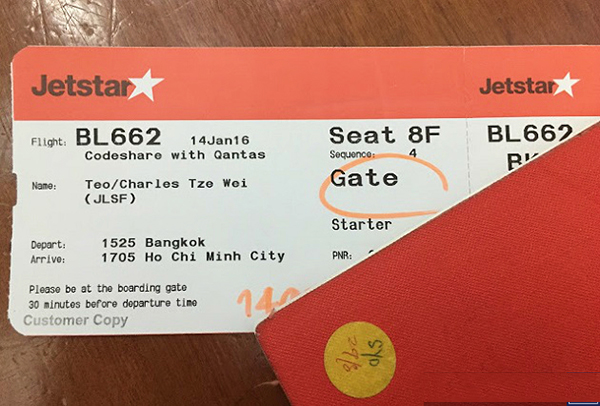 Jetstar
Jetstar
Flight: BL662 14Jan16
Codeshare with Qantas
Seat 8F
Sequence: 4
BL662
Name: Teo/Charles Tze Wei
(JLSF)
Gate
Starter
Depart: 1525 Bangkok
Arrive: 1705 Ho Chi Minh City
PNR:
Please be at the boarding gate
30 minutes before departure time
Customer Copy